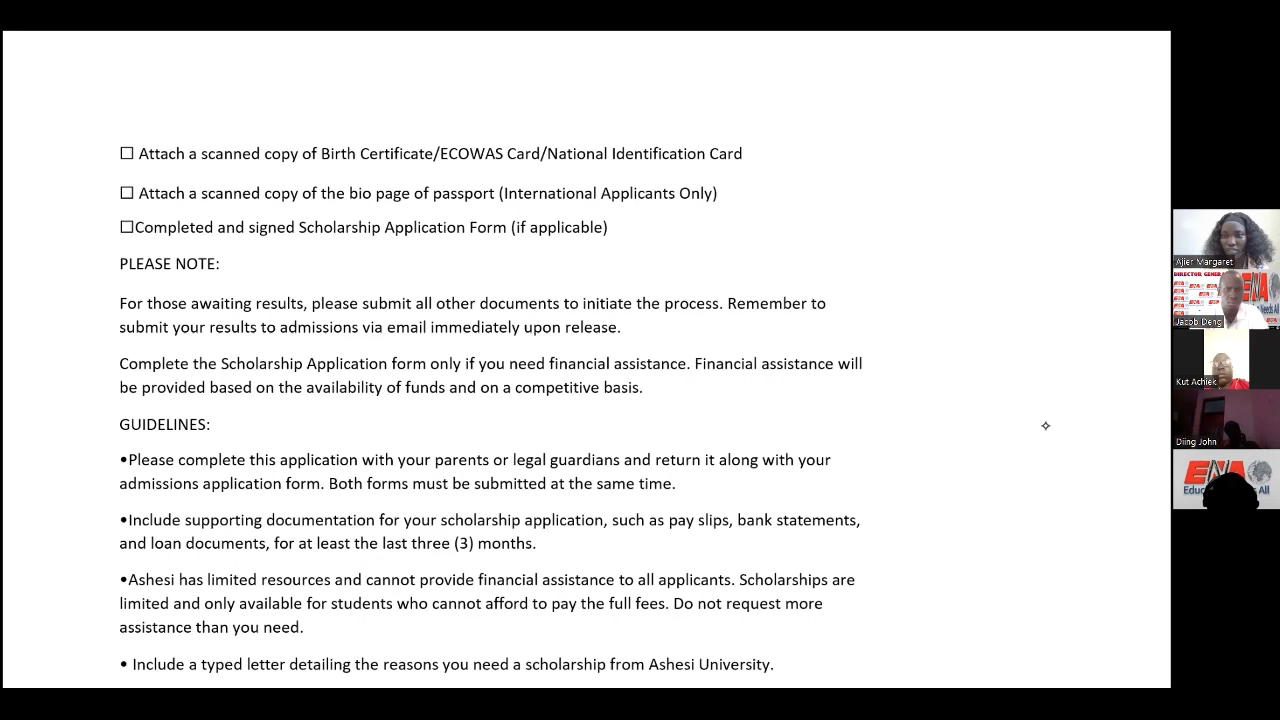 ☐ Attach a scanned copy of Birth Certificate/ECOWAS Card/National Identification Card
☐ Attach a scanned copy of the bio page of passport (International Applicants Only)
☐Completed and signed Scholarship Application Form (if applicable)
PLEASE NOTE:
For those awaiting results, please submit all other documents to initiate the process. Remember to
submit your results to admissions via email immediately upon release.
Complete the Scholarship Application form only if you need financial assistance. Financial assistance will
be provided based on the availability of funds and on a competitive basis.
GUIDELINES:
•Please complete this application with your parents or legal guardians and return it along with your
admissions application form. Both forms must be submitted at the same time.
•Include supporting documentation for your scholarship application, such as pay slips, bank statements,
and loan documents, for at least the last three (3) months.
•Ashesi has limited resources and cannot provide financial assistance to all applicants. Scholarships are
limited and only available for students who cannot afford to pay the full fees. Do not request more
assistance than you need.
• Include a typed letter detailing the reasons you need a scholarship from Ashesi University.
Ajier Margaret
DIRECTOR GENER
ENA
Needs All
Jacob Deng
Kut Achiek
Diing John
ENA
Educ All